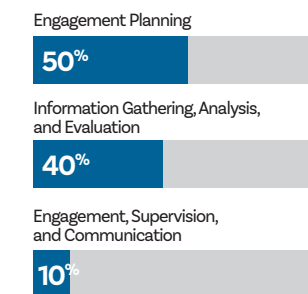 Engagement Planning
50%
Information Gathering, Analysis,
and Evaluation
40%
Engagement, Supervision,
and Communication
10%